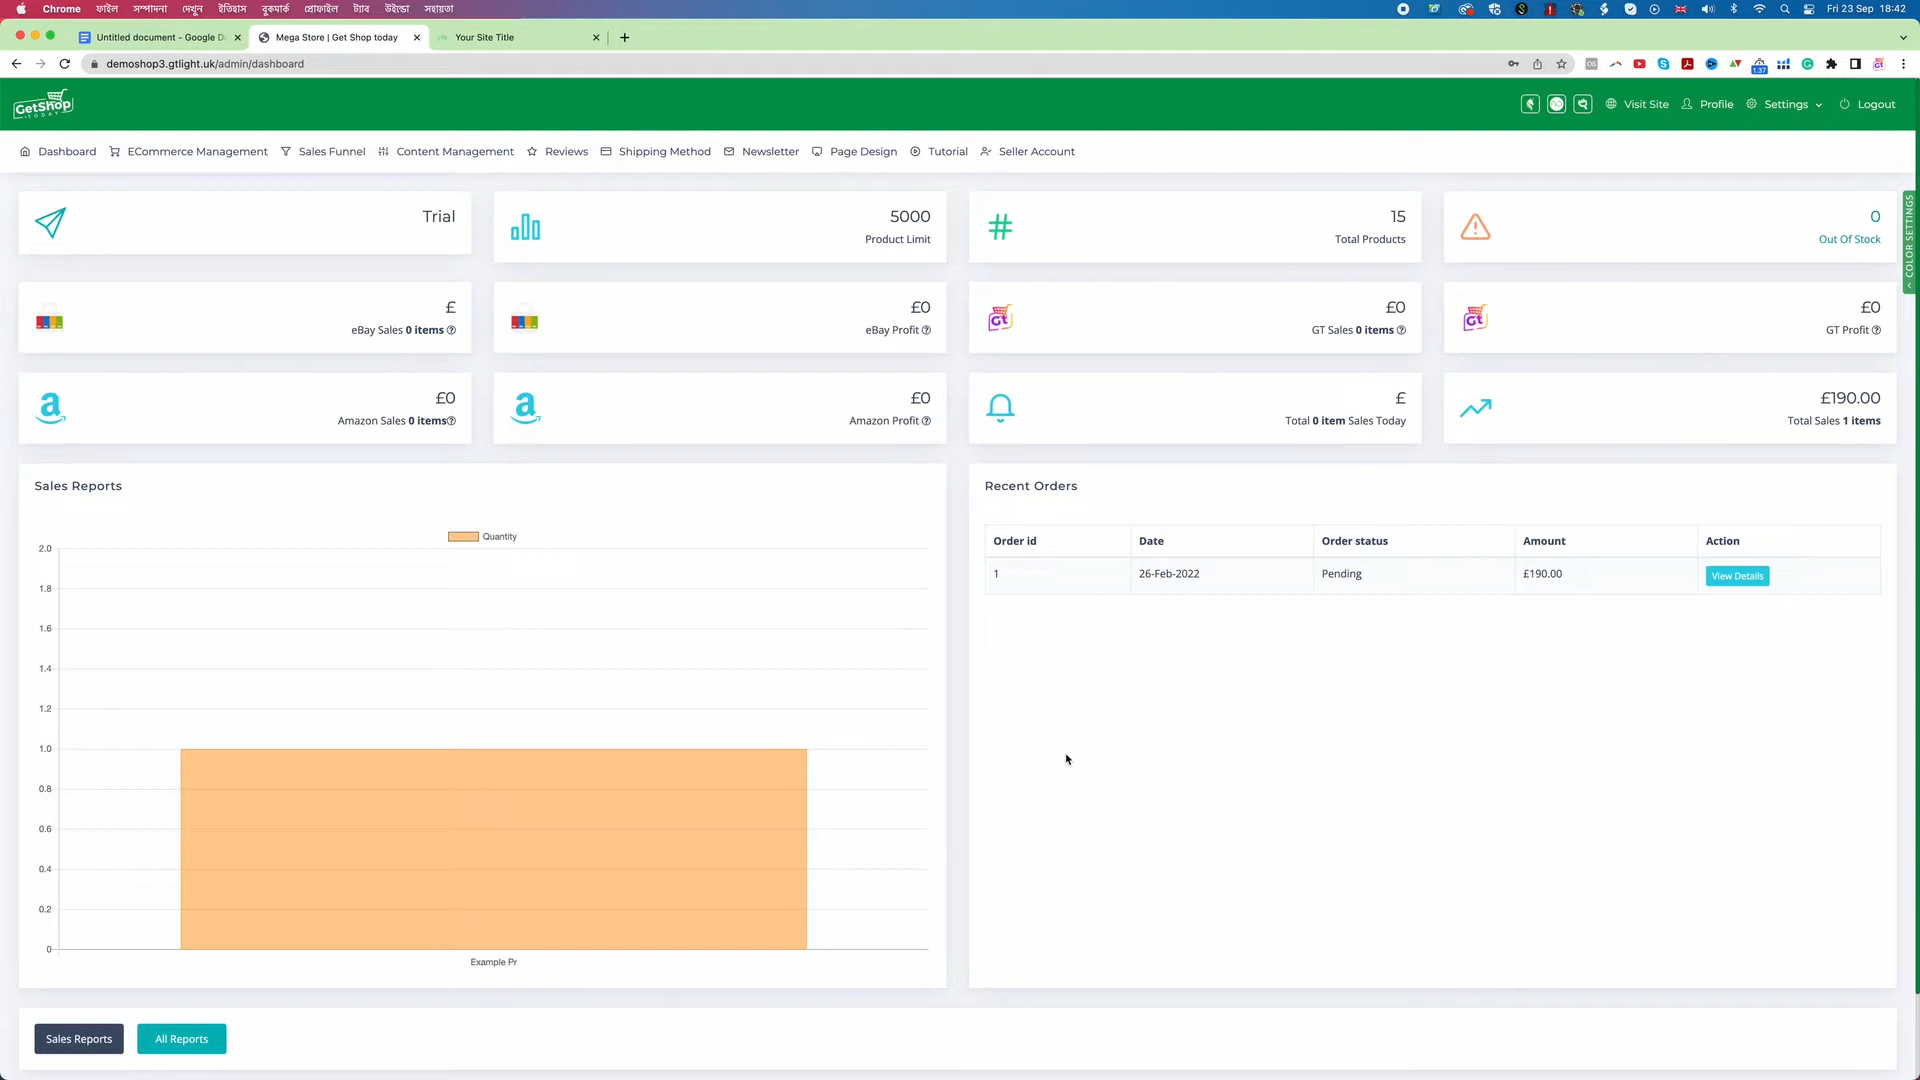 Chrome ফাইল সম্পাদনা দেখুন ইতিহাস বুকমার্ক প্রোফাইল ট্যাব উইন্ডো সহায়তা Fri 23 Sep 18:42
Untitled document - Google D Mega Store | Get Shop today Your Site Title
demoshop3.gtlight.uk/admin/dashboard
1.37
GetShop
TODAY
Visit Site Profile Settings Logout
Dashboard ECommerce Management Sales Funnel Content Management Reviews Shipping Method Newsletter Page Design Tutorial Seller Account
Trial
5000
Product Limit
15
Total Products
0
Out Of Stock
COLOR SETTINGS
£
eBay Sales 0 items
£0
eBay Profit
Gt
£0
GT Sales 0 items
Gt
£0
GT Profit
£0
Amazon Sales 0 items
£0
Amazon Profit
£
Total 0 item Sales Today
£190.00
Total Sales 1 items
Sales Reports
Quantity
2.0
1.8
1.6
1.4
1.2
1.0
0.8
0.6
0.4
0.2
0
Example Pr
Recent Orders
Order id Date Order status Amount Action
1 26-Feb-2022 Pending £190.00 View Details
Sales Reports All Reports